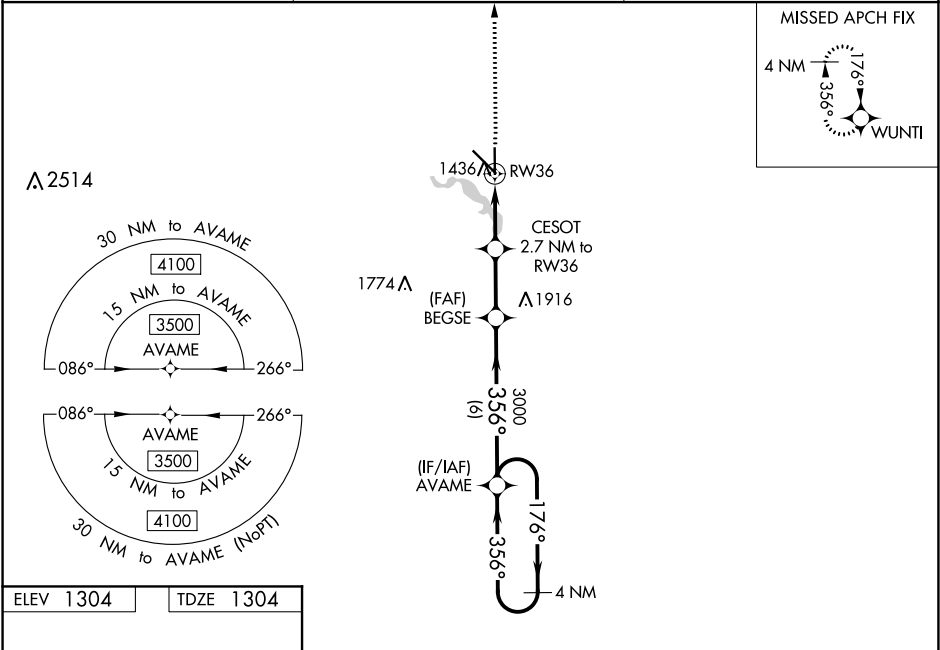 MISSED APCH FIX
4 NM
176°
356°
WUNTI
2514
1436
RW36
CESOT
2.7 NM to
RW36
1774
(FAF)
BEGSE
1916
30 NM to AVAME
4100
15 NM to AVAME
3500
AVAME
086°
266°
086°
266°
AVAME
3500
15 NM to AVAME
4100
30 NM to AVAME (NoPT)
3000
356°
(6)
(IF/IAF)
AVAME
176°
356°
4 NM
ELEV 1304
TDZE 1304